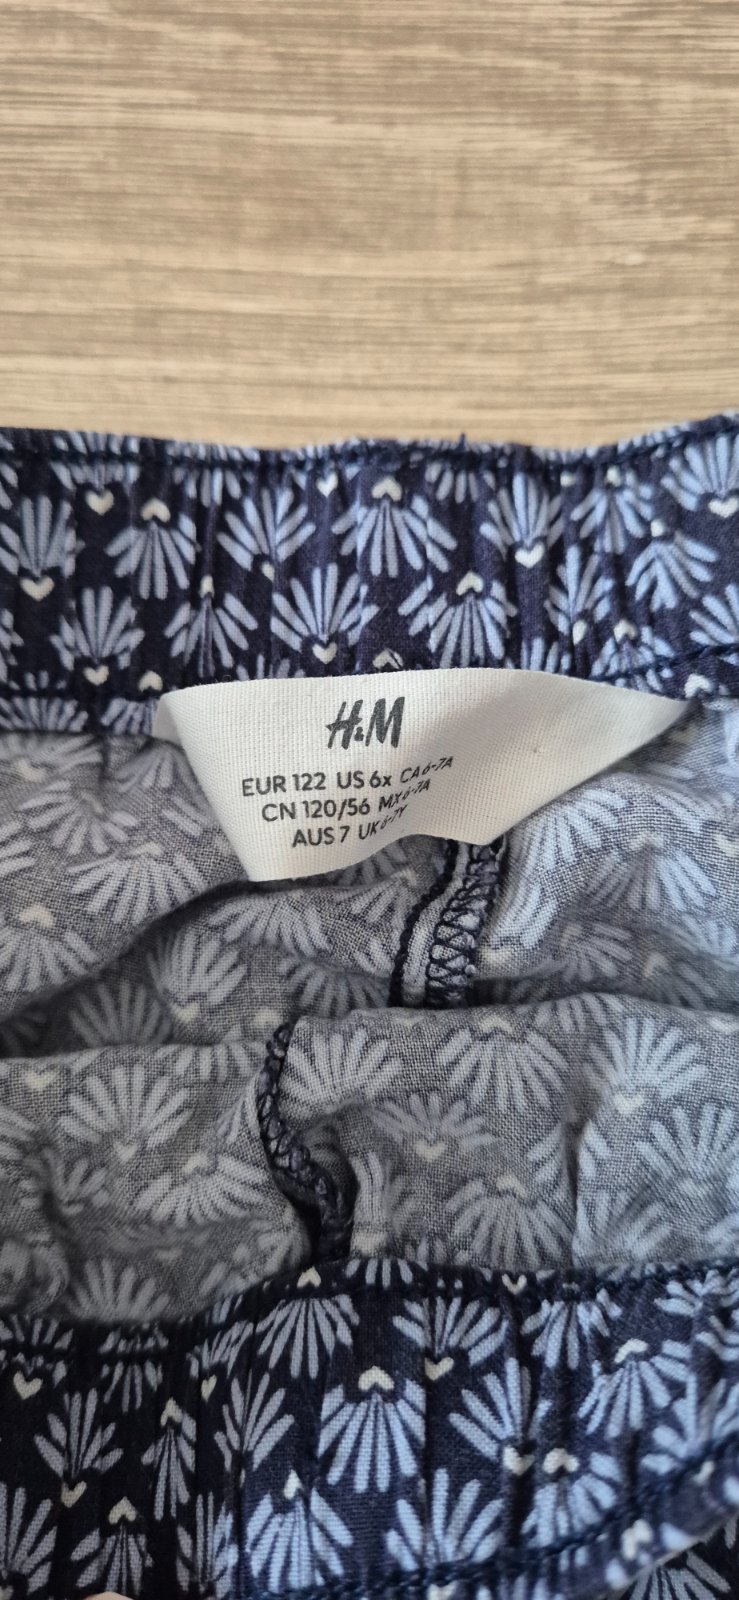 H&M
EUR 122 US 6x CA 6-7A
CN 120/56 MX 6-7A
AUS 7 UK 6-7Y